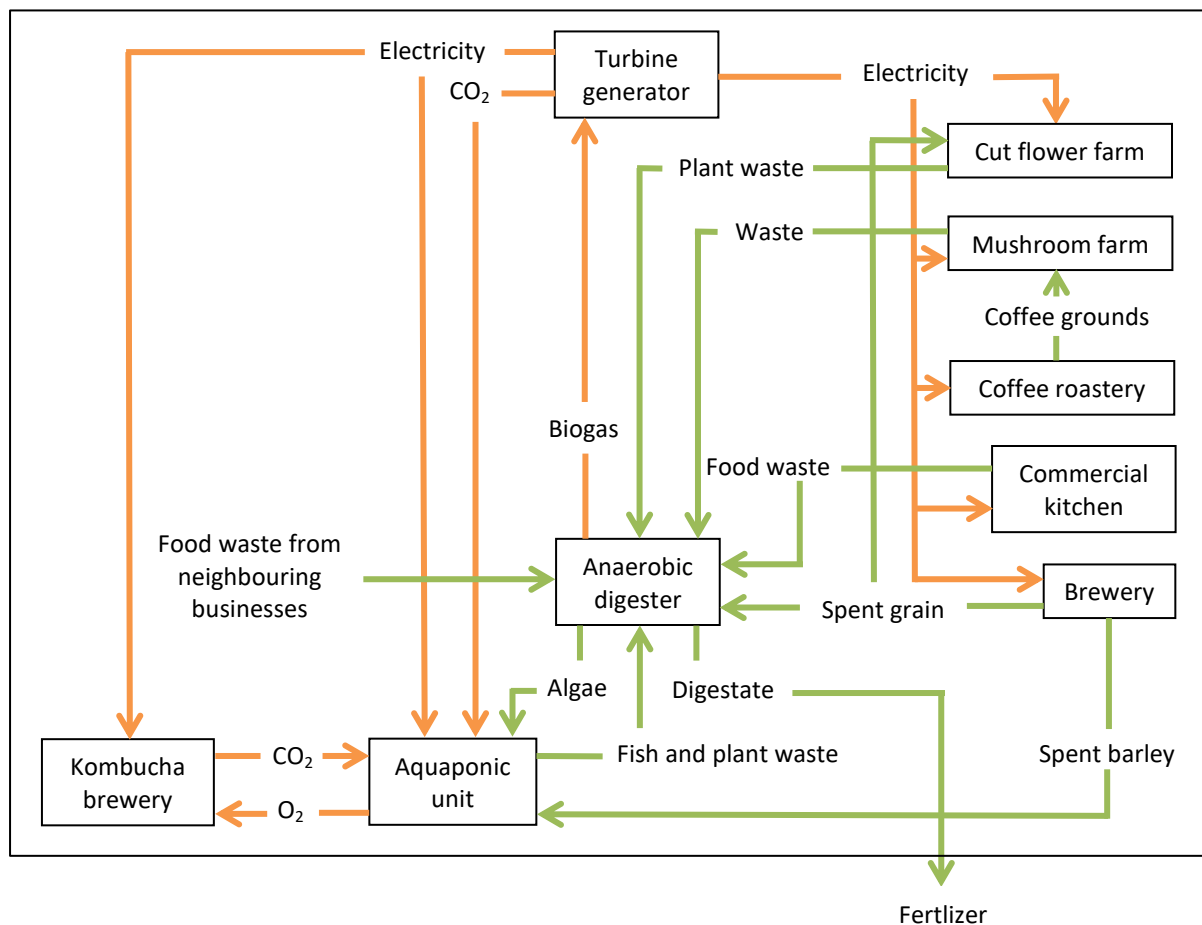 Electricity
Turbine
generator
CO₂
Electricity
Cut flower farm
Plant waste
Waste
Mushroom farm
Coffee grounds
Coffee roastery
Biogas
Food waste
Commercial
kitchen
Food waste from
neighbouring
businesses
Anaerobic
digester
Spent grain
Brewery
Algae
Digestate
Kombucha
brewery
CO₂
O₂
Aquaponic
unit
Fish and plant waste
Spent barley
Fertlizer